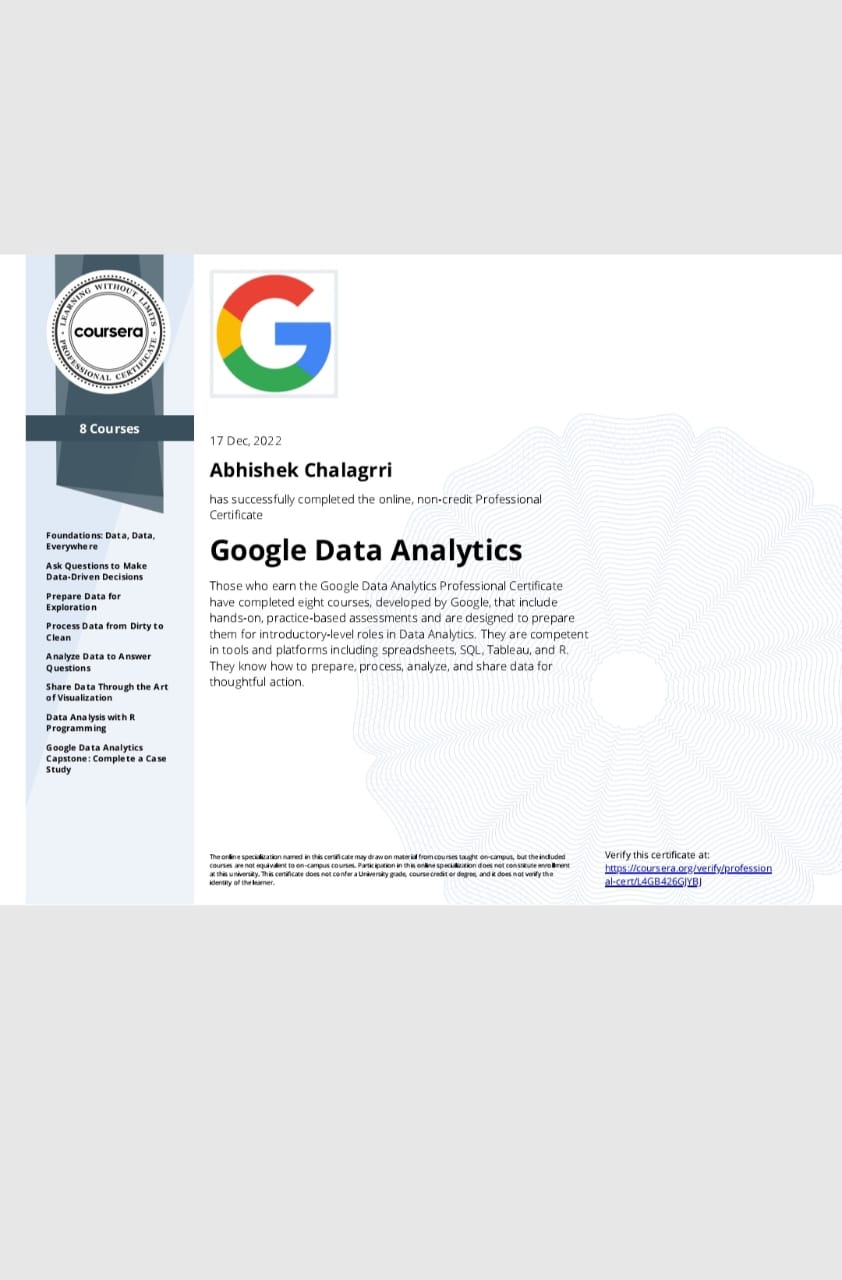 LEARNING WITHOUT LIMITS
coursera
PROFESSIONAL CERTIFICATE
8 Courses
Foundations: Data, Data,
Everywhere
Ask Questions to Make
Data-Driven Decisions
Prepare Data for
Exploration
Process Data from Dirty to
Clean
Analyze Data to Answer
Questions
Share Data Through the Art
of Visualization
Data Analysis with R
Programming
Google Data Analytics
Capstone: Complete a Case
Study
17 Dec, 2022
Abhishek Chalagrri
has successfully completed the online, non-credit Professional
Certificate
Google Data Analytics
Those who earn the Google Data Analytics Professional Certificate
have completed eight courses, developed by Google, that include
hands-on, practice-based assessments and are designed to prepare
them for introductory-level roles in Data Analytics. They are competent
in tools and platforms including spreadsheets, SQL, Tableau, and R.
They know how to prepare, process, analyze, and share data for
thoughtful action.
The online specialization named in this certificate may draw on material from courses taught on-campus, but the included
courses are not equivalent to on-campus courses. Participation in this online specialization does not constitute enrollment
at this university. This certificate does not confer a University grade, course credit or degree, and it does not verify the
identity of the learner.
Verify this certificate at:
https://coursera.org/verify/profession
al-cert/L4GB426GJYBJ